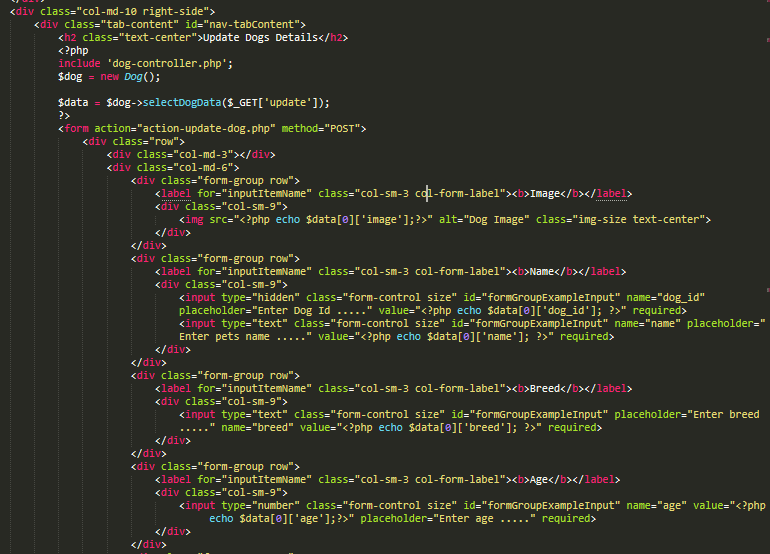 </div>
<div class="col-md-10 right-side">
<div class="tab-content" id="nav-tabContent">
<h2 class="text-center">Update Dogs Details</h2>
<?php
include 'dog-controller.php';
$dog = new Dog();
$data = $dog->selectDogData($_GET['update']);
?>
<form action="action-update-dog.php" method="POST">
<div class="row">
<div class="col-md-3"></div>
<div class="col-md-6">
<div class="form-group row">
<label for="inputItemName" class="col-sm-3 col-form-label"><b>Image</b></label>
<div class="col-sm-9">
<img src="<?php echo $data[0]['image'];?>" alt="Dog Image" class="img-size text-center">
</div>
</div>
<div class="form-group row">
<label for="inputItemName" class="col-sm-3 col-form-label"><b>Name</b></label>
<div class="col-sm-9">
<input type="hidden" class="form-control size" id="formGroupExampleInput" name="dog_id"
placeholder="Enter Dog Id ....." value="<?php echo $data[0]['dog_id']; ?>" required>
<input type="text" class="form-control size" id="formGroupExampleInput" name="name" placeholder="
Enter pets name ....." value="<?php echo $data[0]['name']; ?>" required>
</div>
</div>
<div class="form-group row">
<label for="inputItemName" class="col-sm-3 col-form-label"><b>Breed</b></label>
<div class="col-sm-9">
<input type="text" class="form-control size" id="formGroupExampleInput" placeholder="Enter breed
....." name="breed" value="<?php echo $data[0]['breed']; ?>" required>
</div>
</div>
<div class="form-group row">
<label for="inputItemName" class="col-sm-3 col-form-label"><b>Age</b></label>
<div class="col-sm-9">
<input type="number" class="form-control size" id="formGroupExampleInput" name="age" value="<?php
echo $data[0]['age'];?>" placeholder="Enter age ....." required>
</div>
</div>